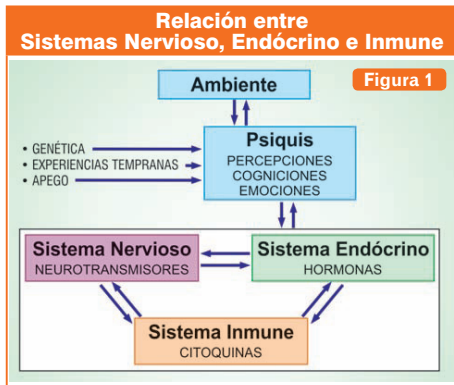 Relación entre
Sistemas Nervioso, Endócrino e Inmune
Figura 1
Ambiente
Psiquis
PERCEPCIONES
COGNICIONES
EMOCIONES
• GENÉTICA
• EXPERIENCIAS TEMPRANAS
• APEGO
Sistema Nervioso
NEUROTRANSMISORES
Sistema Endócrino
HORMONAS
Sistema Inmune
CITOQUINAS